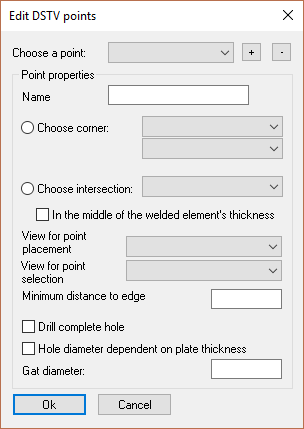 Edit DSTV points
Choose a point:
+
-
Point properties
Name
Choose corner:
Choose intersection:
In the middle of the welded element's thickness
View for point
placement
View for point
selection
Minimum distance to edge
Drill complete hole
Hole diameter dependent on plate thickness
Gat diameter:
Ok
Cancel